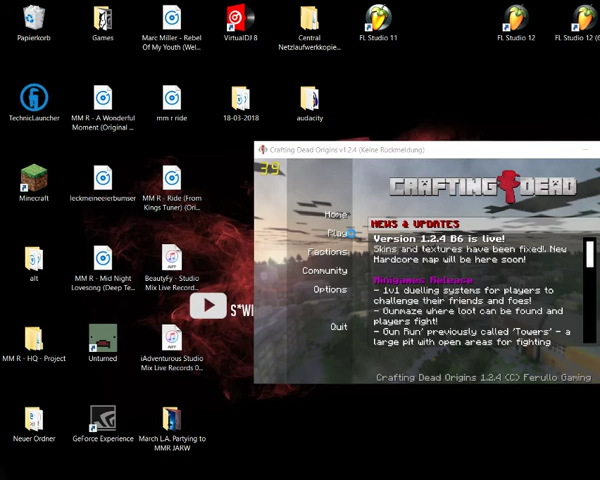 Papierkorb
Games
Marc Miller - Rebel
Of My Youth (Wel...
VirtualDJ 8
Central
Netzlaufwerkkopie...
FL Studio 11
FL Studio 12
FL Studio 12 (6
TechnicLauncher
MM R - A Wonderful
Moment (Original ...
mm r ride
18-03-2018
audacity
Minecraft
leckmeineeierbumser
MM R - Ride (From
Kings Tuner) (Ori...
alt
MM R - Mid Night
Lovesong (Deep Te...
BeautyFy - Studio
Mix Live Record...
MM R - HQ - Project
Unturned
iAdventurous Studio
Mix Live Records 0...
Neuer Ordner
GeForce Experience
March L.A. Partying to
MMR JARW
S*WI
Crafting Dead Origins v1.2.4 (Keine Rückmeldung)
39
CRAFTING DEAD
Home
Play
Factions
Community
Options
Quit
NEWS & UPDATES
Version 1.2.4 B6 is live!
Skins and textures have been fixed! New
Hardcore map will be here soon!
Minigames Release
- 1v1 duelling systems for players to
challenge their friends and foes!
- Gunmaze where loot can be found and
players fight!
- Gun Run' previously called 'Towers' - a
large pit with open areas for fighting
Crafting Dead Origins 1.2.4 (C) Ferullo Gaming